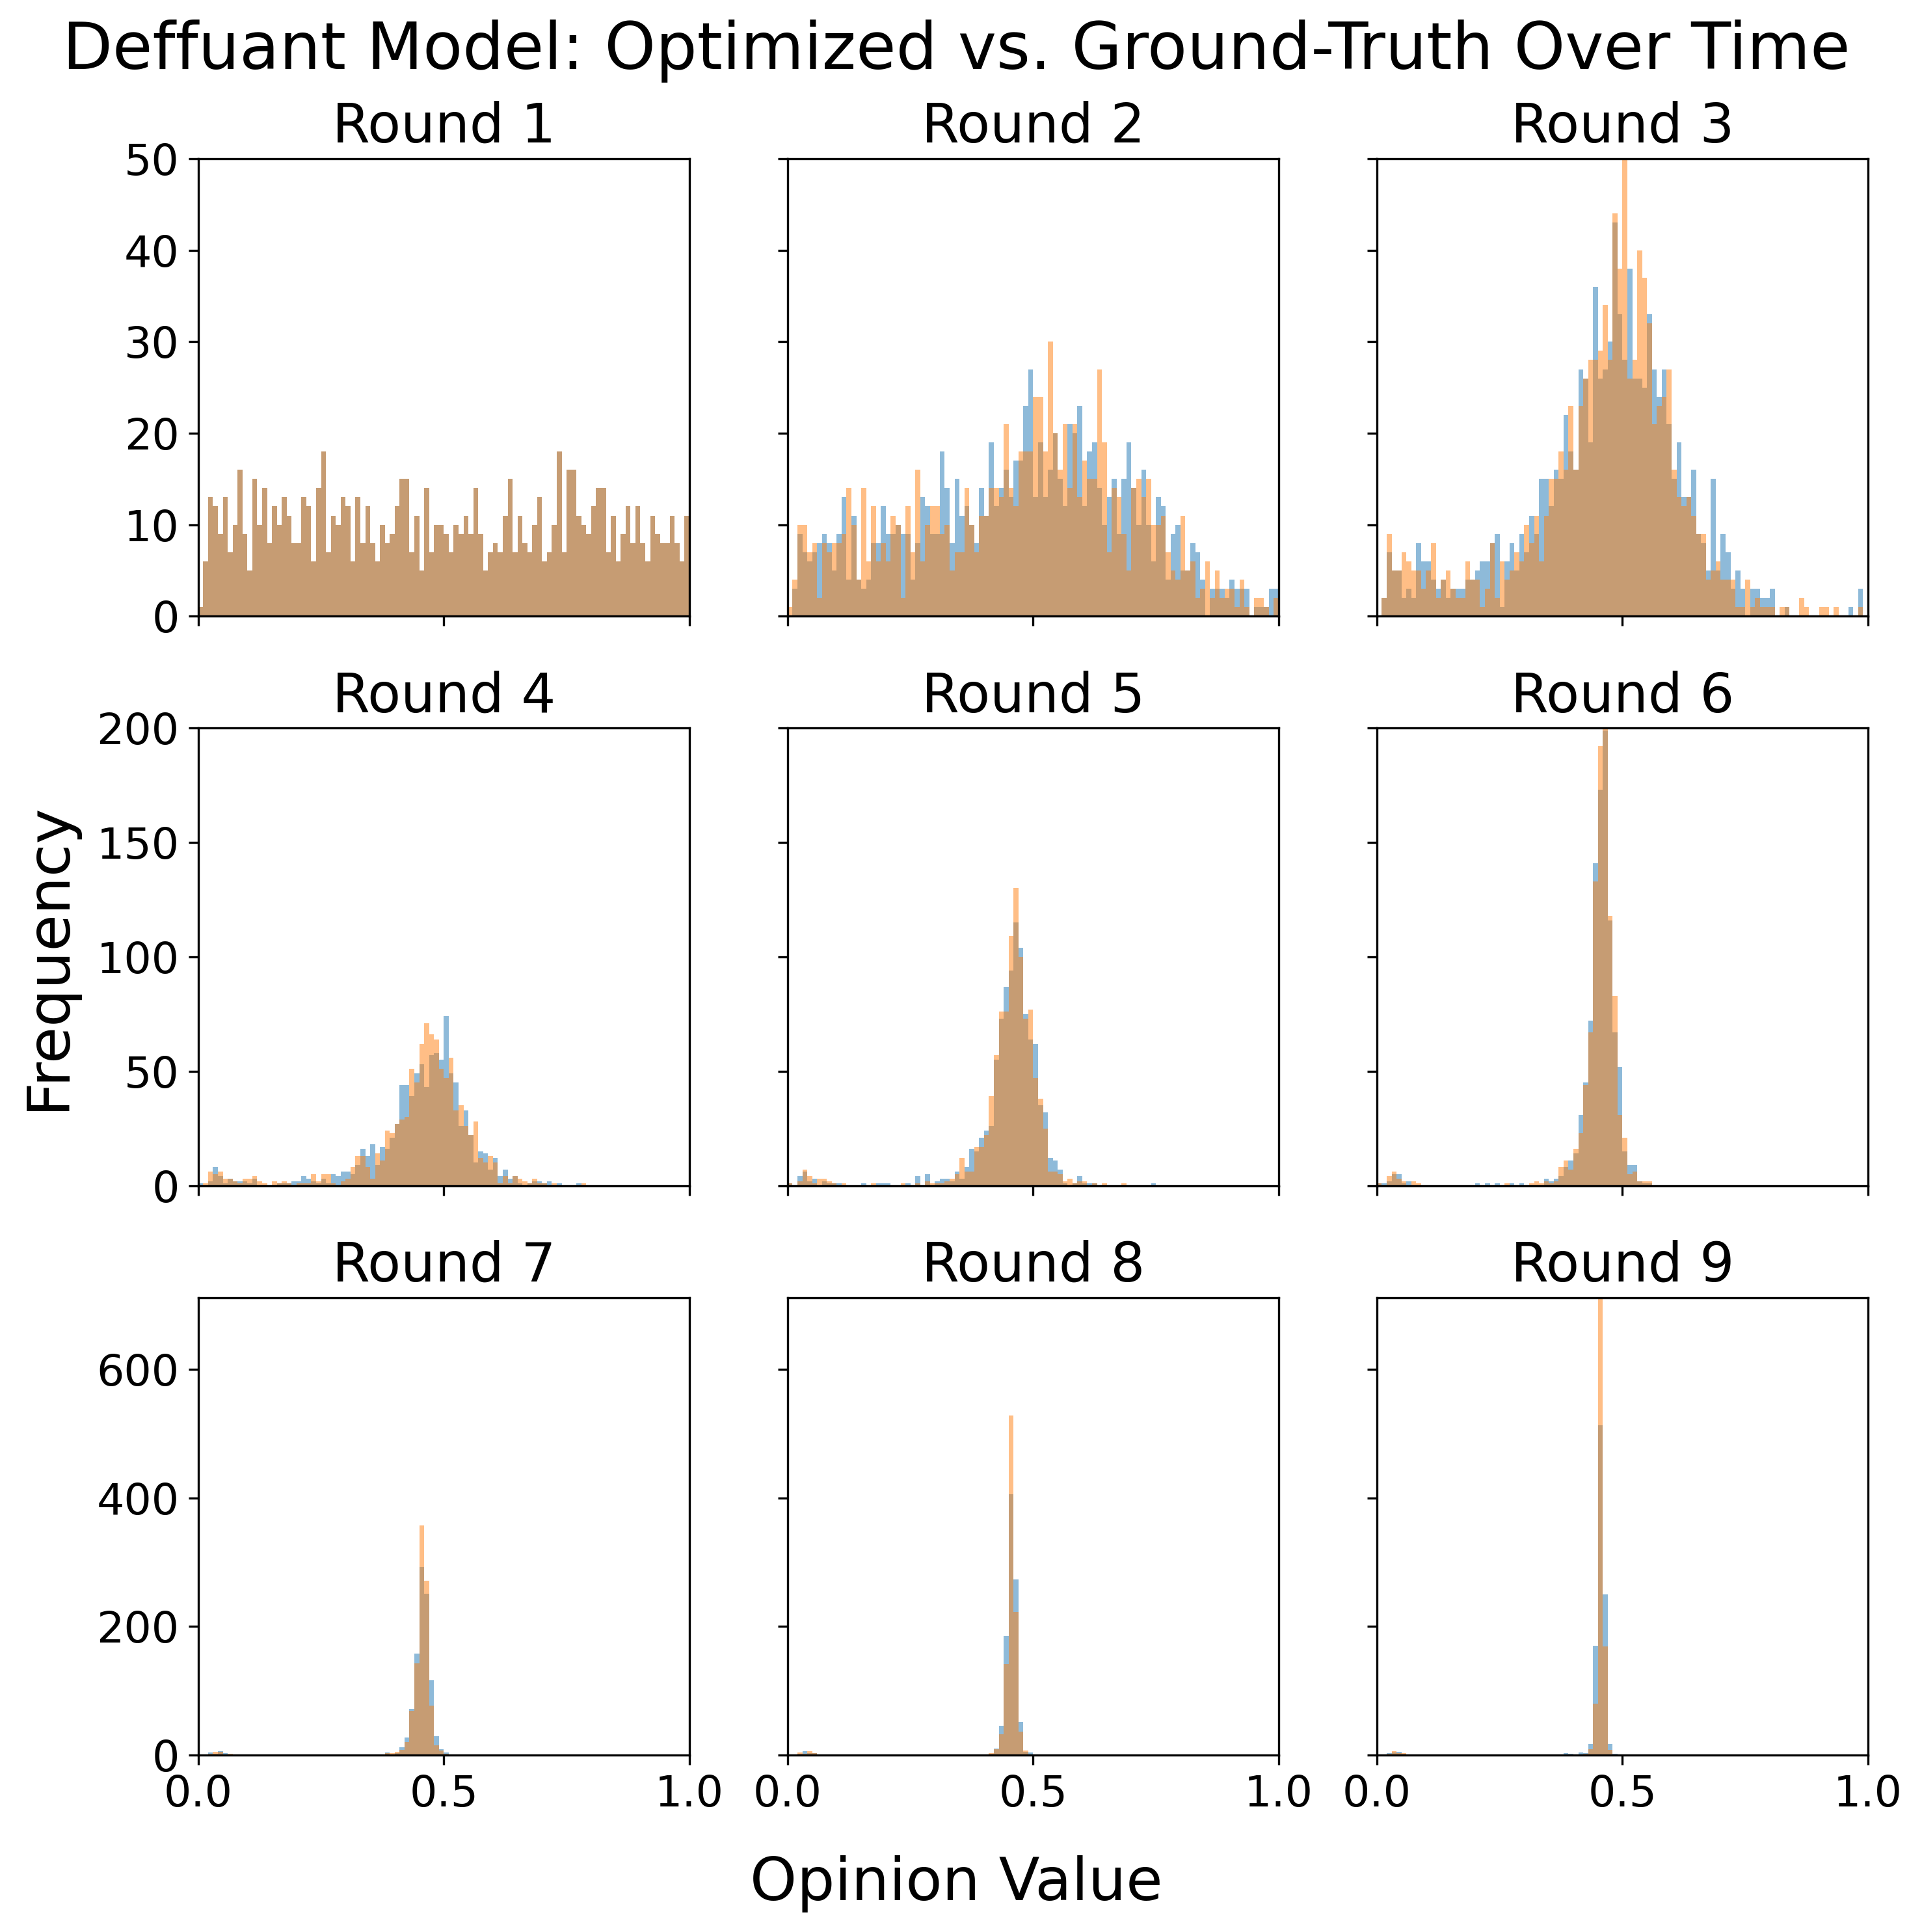 Deffuant Model: Optimized vs. Ground-Truth Over Time
Round 1
Round 2
Round 3
50
40
30
20
10
0
Round 4
Round 5
Round 6
200
150
100
50
0
Frequency
Round 7
Round 8
Round 9
600
400
200
0
0.0 0.5 1.0
0.0 0.5 1.0
0.0 0.5 1.0
Opinion Value